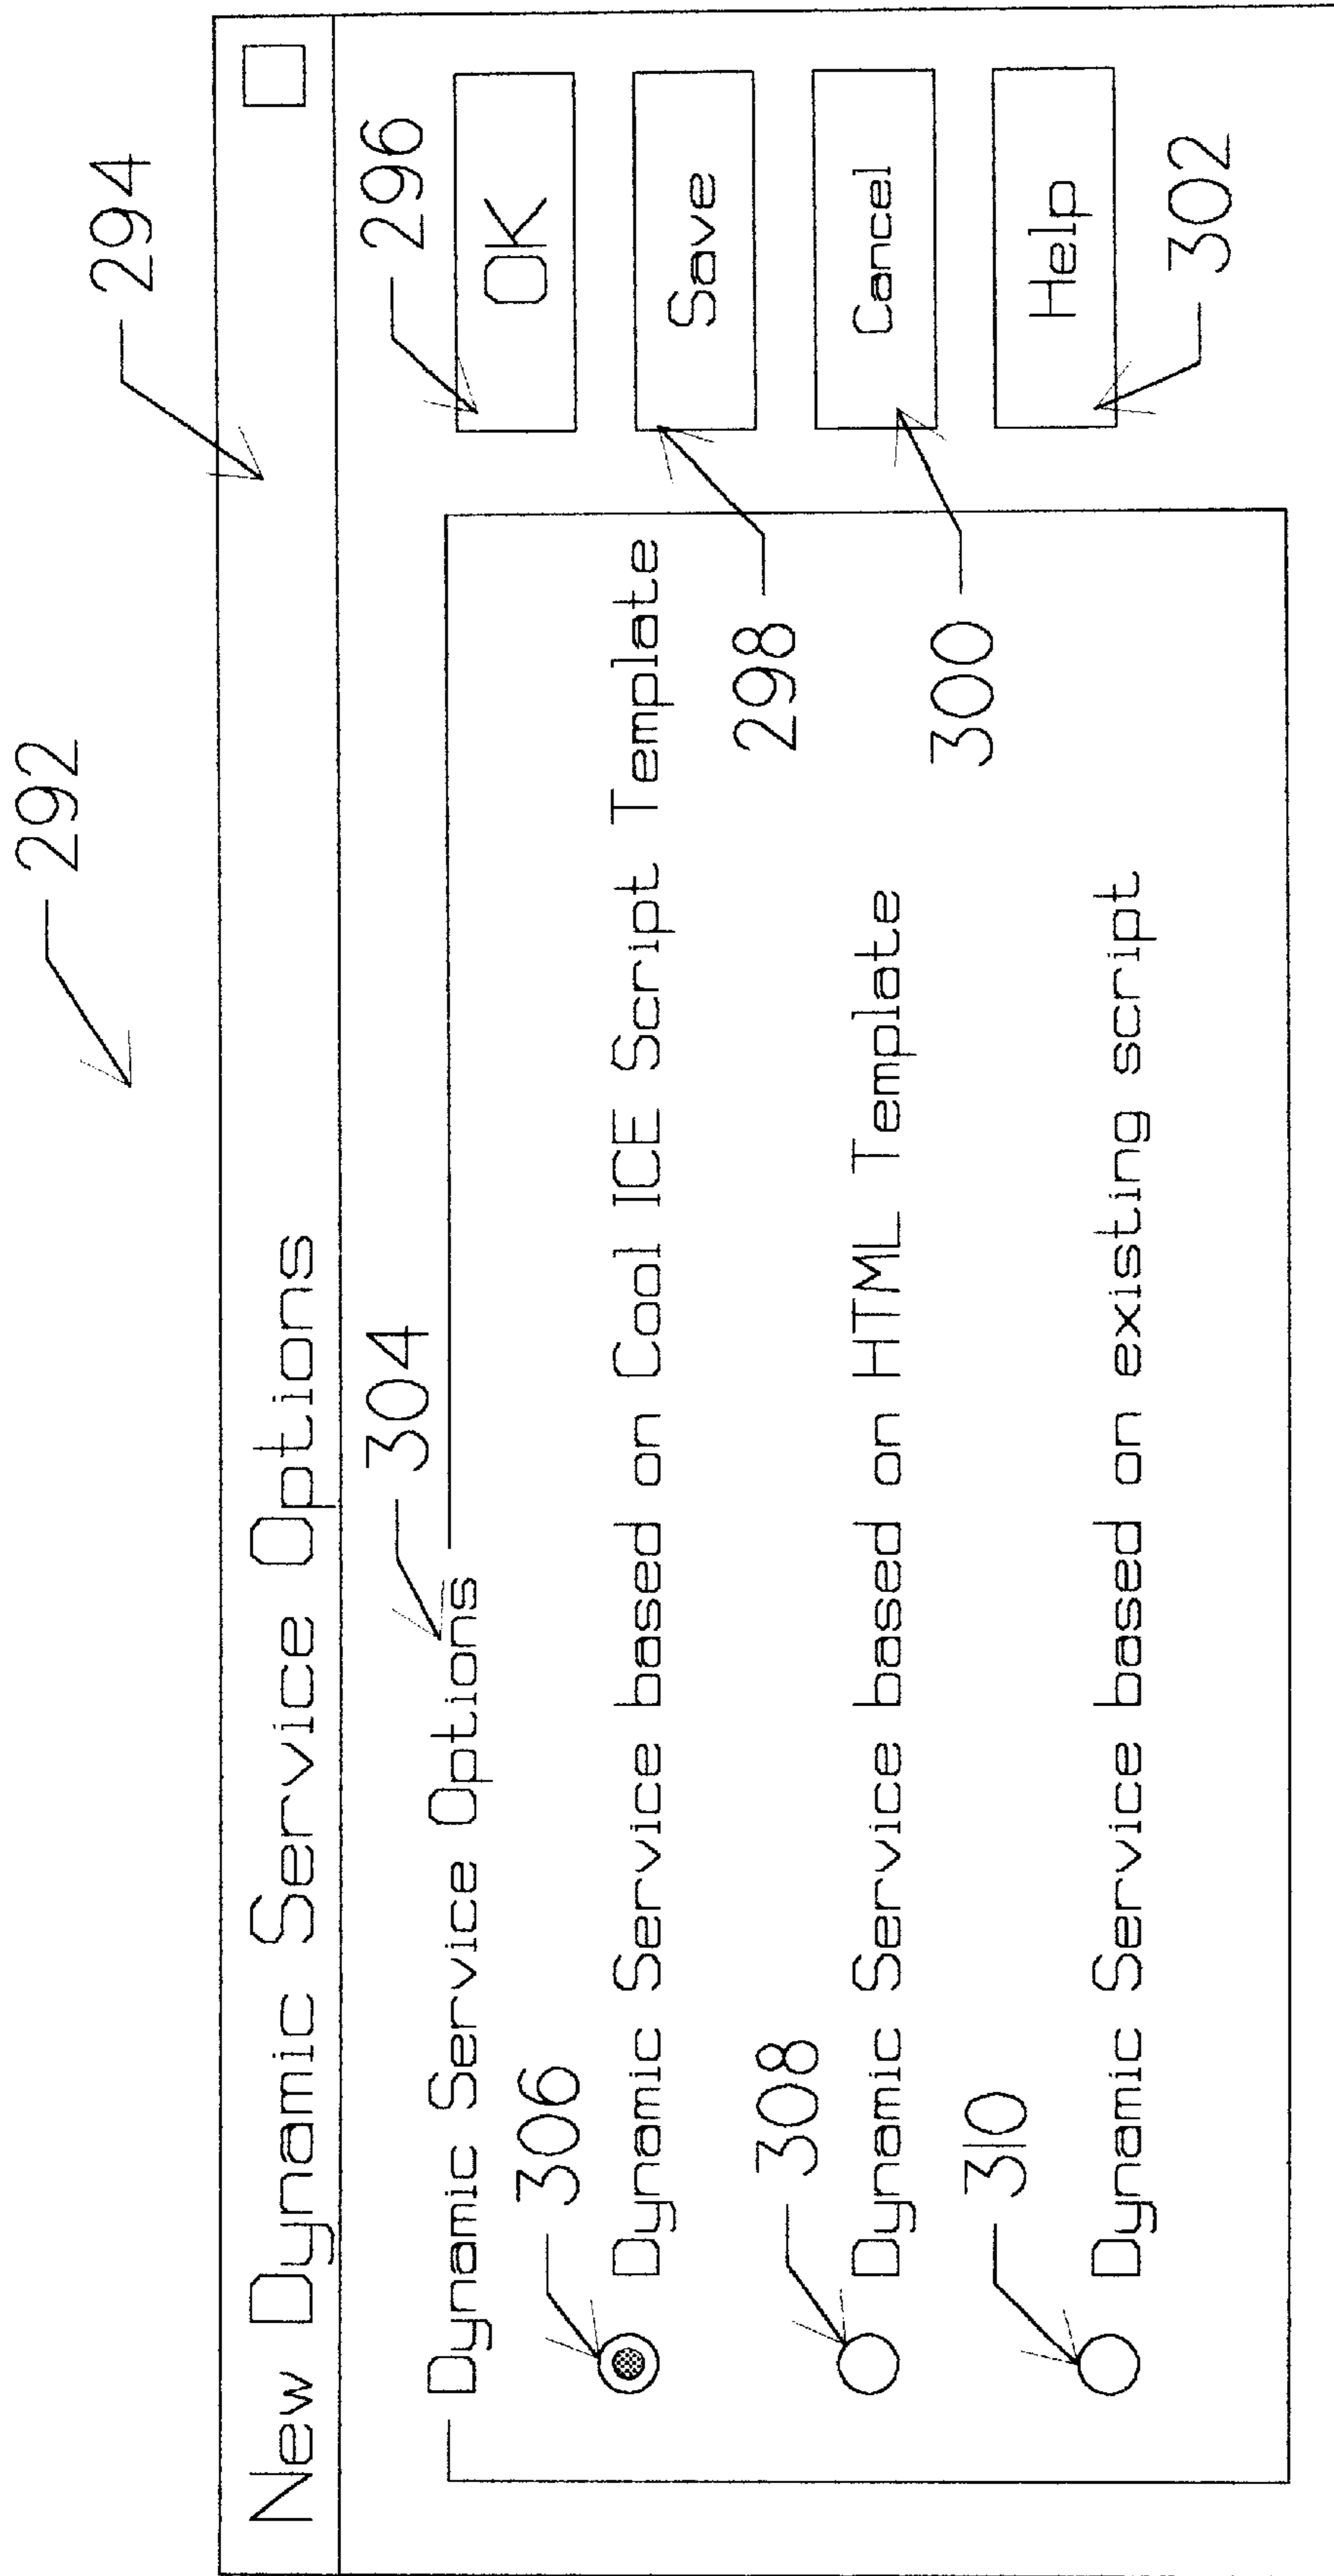 292
294
New Dynamic Service Options
304
296
Dynamic Service Options
OK
306
Dynamic Service based on Cool ICE Script Template
Save
298
308
Dynamic Service based on HTML Template
Cancel
300
310
Dynamic Service based on existing script
Help
302